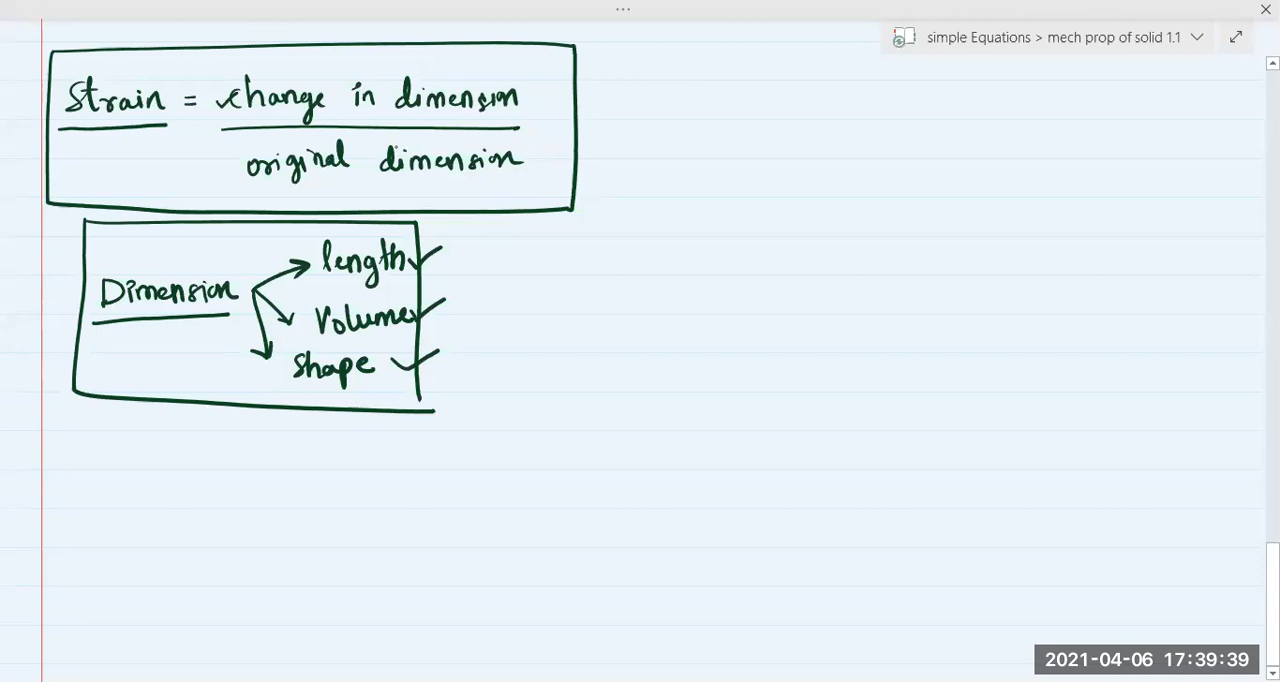 ...
simple Equations > mech prop of solid 1.1
Strain = change in dimension
original dimension
Dimension
length
Volume
shape
2021-04-06 17:39:39